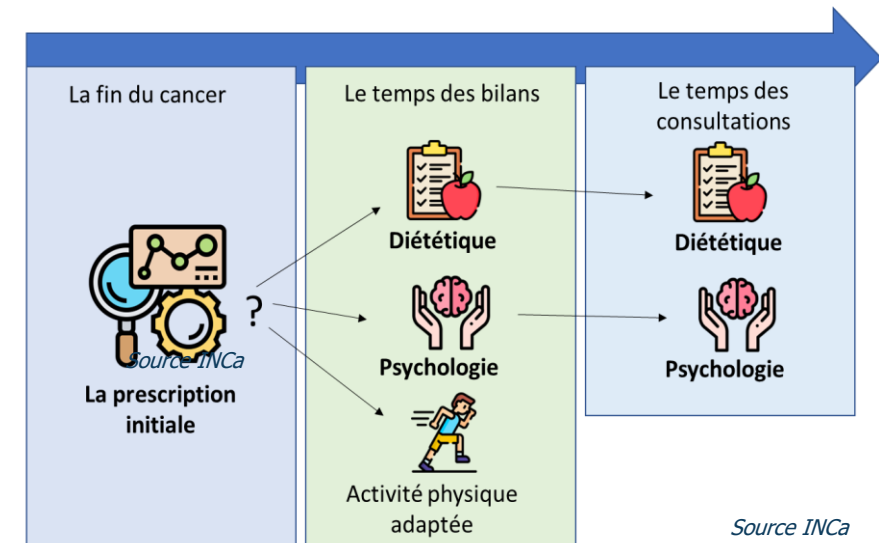 La fin du cancer
?
Source INCa
La prescription
initiale
Le temps des bilans
Diététique
Psychologie
Activité physique
adaptée
Le temps des
consultations
Diététique
Psychologie
Source INCa